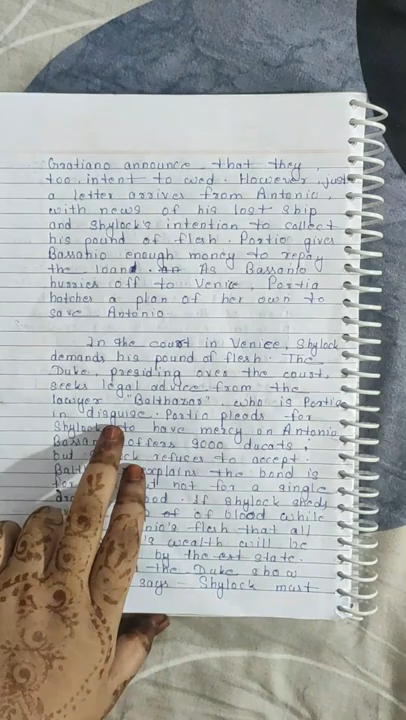 Gratiano announce that they
too, intent to wed. However, just
a letter arrives from Antonio,
with news of his lost ship
and Shylock's intention to collect
his pound of flesh. Portia gives
Bassanio enough money to repay
the loan. As Bassanio
hurries off to Venice, Portia
hatches a plan of her own to
save Antonio
In the court in Venice, Shylock
demands his pound of flesh. The
Duke, presiding over the court,
seeks legal advice from the
lawyer "Balthazar", who is Portia
in disguise. Portio pleads for
Shylock to have mercy on Antonio
offers 9000 ducats,
but refuses to accept.
explains the bond is
not for a single
If Shylock sheds
of blood while
flesh that all
wealth will be
by the state.
the Duke show
says - Shylock must